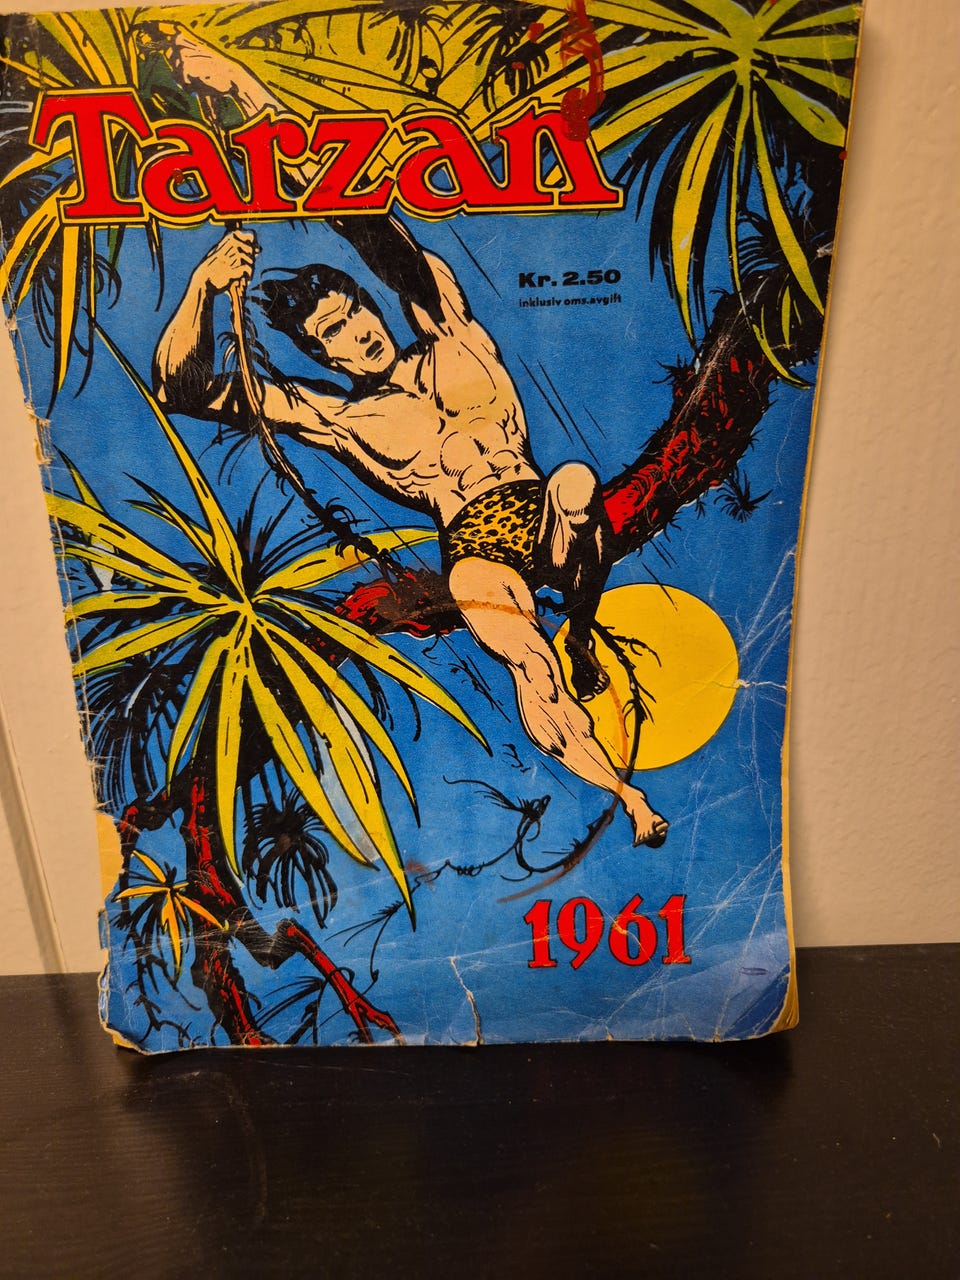 Tarzan
Kr. 2.50
inklusiv oms.avgift
1961